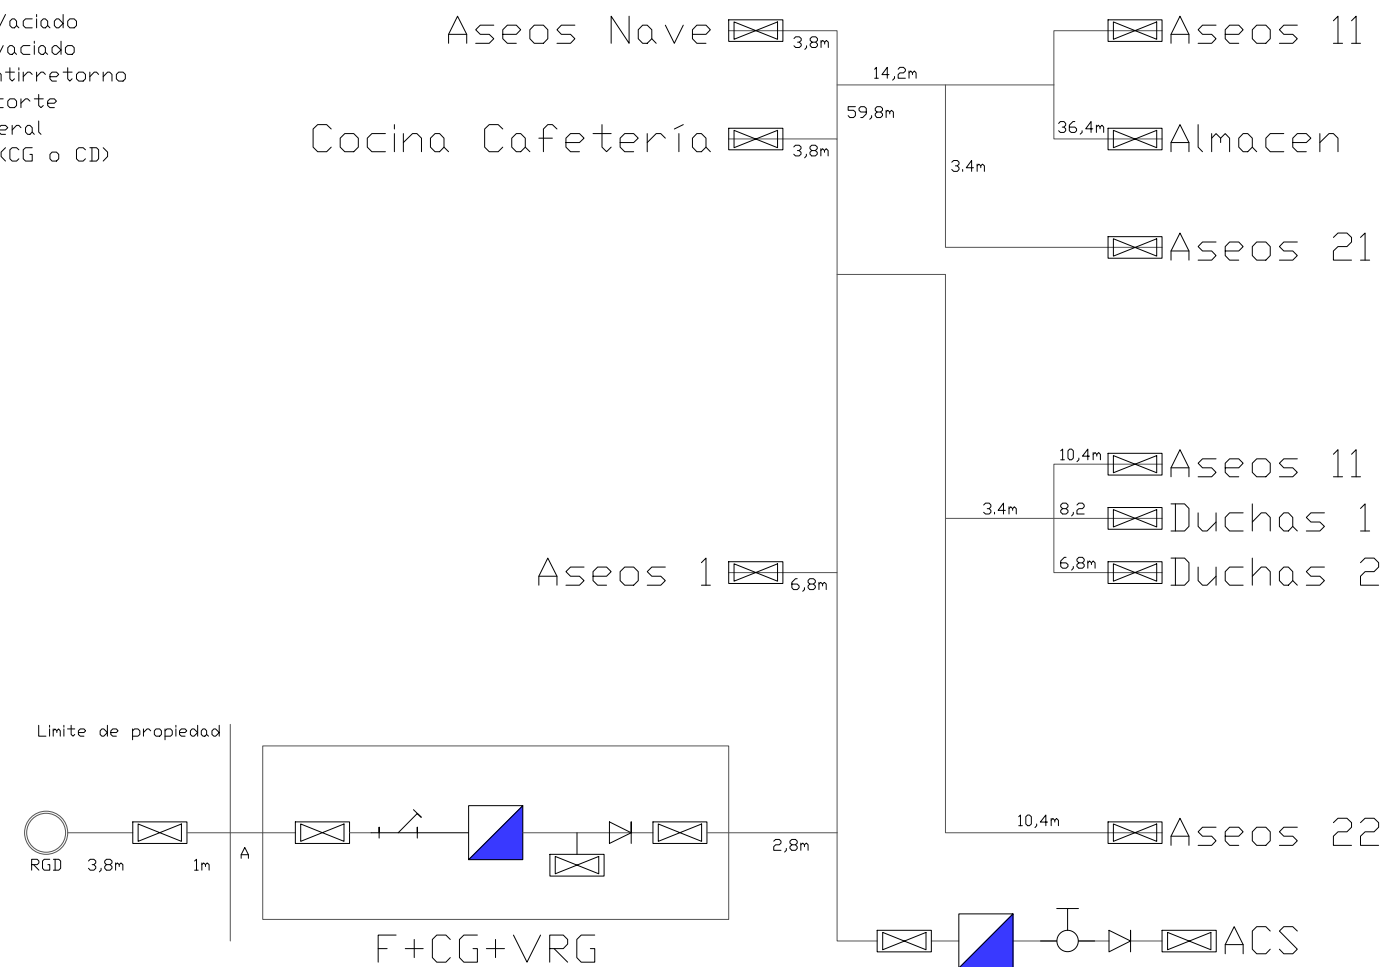 Vaciado
vaciado
ntirretorno
corte
eral
(CG o CD)
Aseos Nave
3,8m
Aseos 11
14,2m
59,8m
Cocina Cafetería
3,8m
36,4m
Almacen
3.4m
Aseos 21
10,4m
Aseos 11
3.4m
8,2
Duchas 1
Aseos 1
6,8m
6,8m
Duchas 2
Limite de propiedad
10,4m
Aseos 22
RGD
3,8m
1m
A
2,8m
F+CG+VRG
ACS